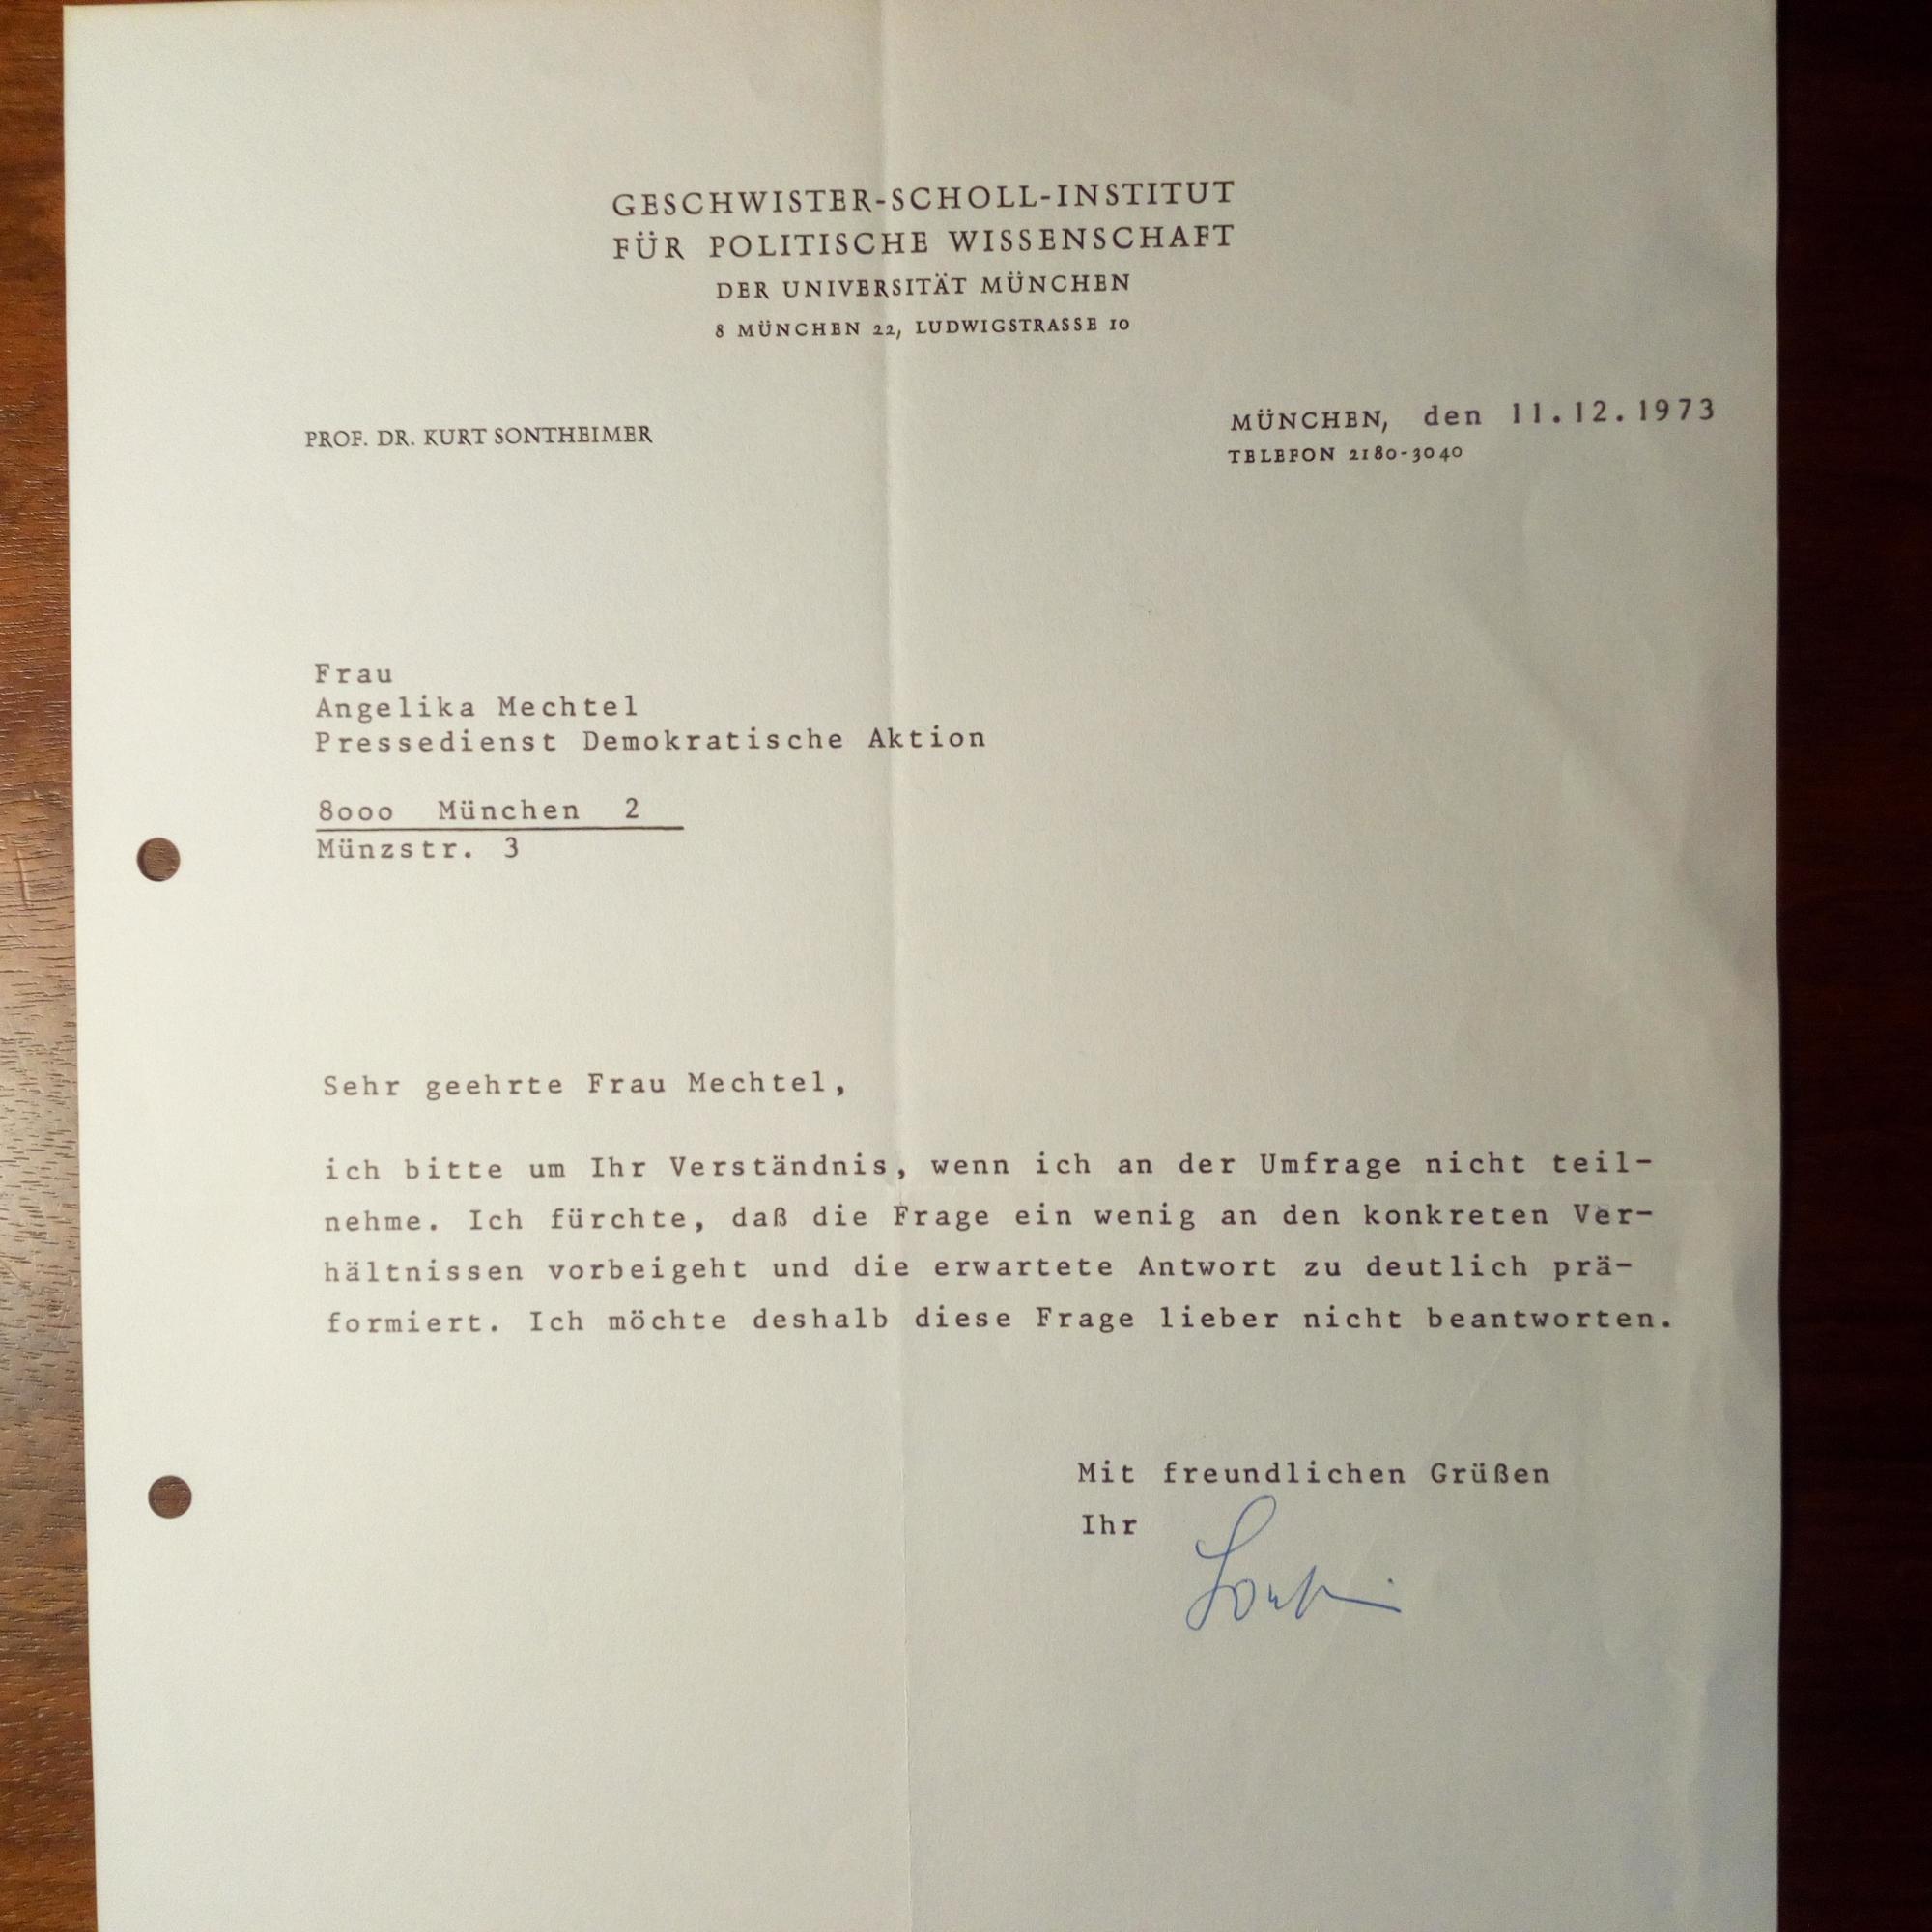 GESCHWISTER-SCHOLL-INSTITUT
FÜR POLITISCHE WISSENSCHAFT
DER UNIVERSITÄT MÜNCHEN
8 MÜNCHEN 22, LUDWIGSTRASSE 10
PROF. DR. KURT SONTHEIMER
MÜNCHEN, den 11.12.1973
TELEFON 2180-3040
Frau
Angelika Mechtel
Pressedienst Demokratische Aktion
8000 München 2
Münzstr. 3
Sehr geehrte Frau Mechtel,
ich bitte um Ihr Verständnis, wenn ich an der Umfrage nicht teil-
nehme. Ich fürchte, daß die Frage ein wenig an den konkreten Ver-
hältnissen vorbeigeht und die erwartete Antwort zu deutlich prä-
formiert. Ich möchte deshalb diese Frage lieber nicht beantworten.
Mit freundlichen Grüßen
Ihr